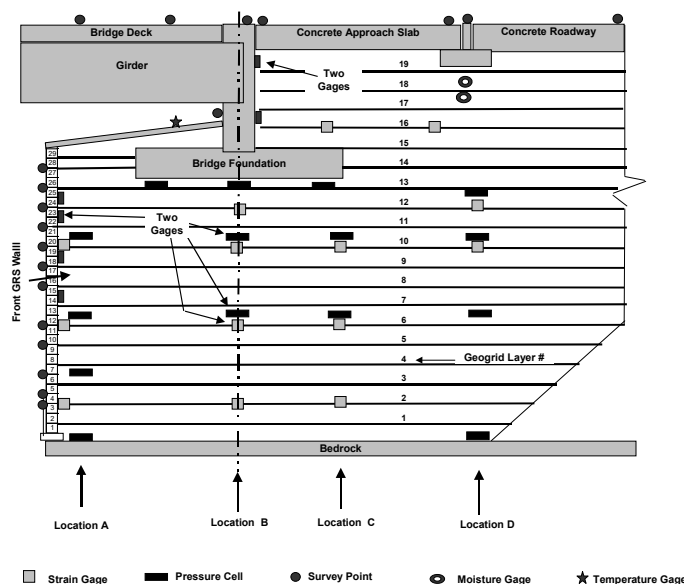 Bridge Deck
Concrete Approach Slab
Concrete Roadway
Girder
Two
Gages
19
18
17
16
15
14
13
12
11
10
9
8
7
6
5
4
3
2
1
Bridge Foundation
29
28
27
26
25
24
23
22
21
20
19
18
17
16
15
14
13
12
11
10
9
8
7
6
5
4
3
2
1
Two
Gages
Front GRS Walll
Geogrid Layer #
Bedrock
Location A
Location B
Location C
Location D
Strain Gage
Pressure Cell
Survey Point
Moisture Gage
Temperature Gage